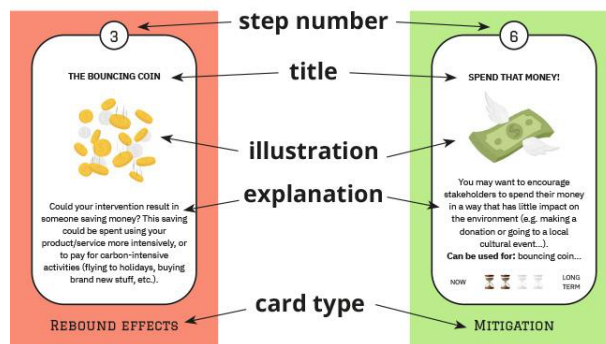 3
step number
6
THE BOUNCING COIN
title
SPEND THAT MONEY!
illustration
explanation
Could your intervention result in
someone saving money? This saving
could be spent using your
product/service more intensively, or
to pay for carbon-intensive
activities (flying to holidays, buying
brand new stuff, etc.).
You may want to encourage
stakeholders to spend their money
in a way that has little impact on
the environment (e.g. making a
donation or going to a local
cultural event...).
Can be used for: bouncing coin...
NOW
LONG
TERM
card type
REBOUND EFFECTS
MITIGATION